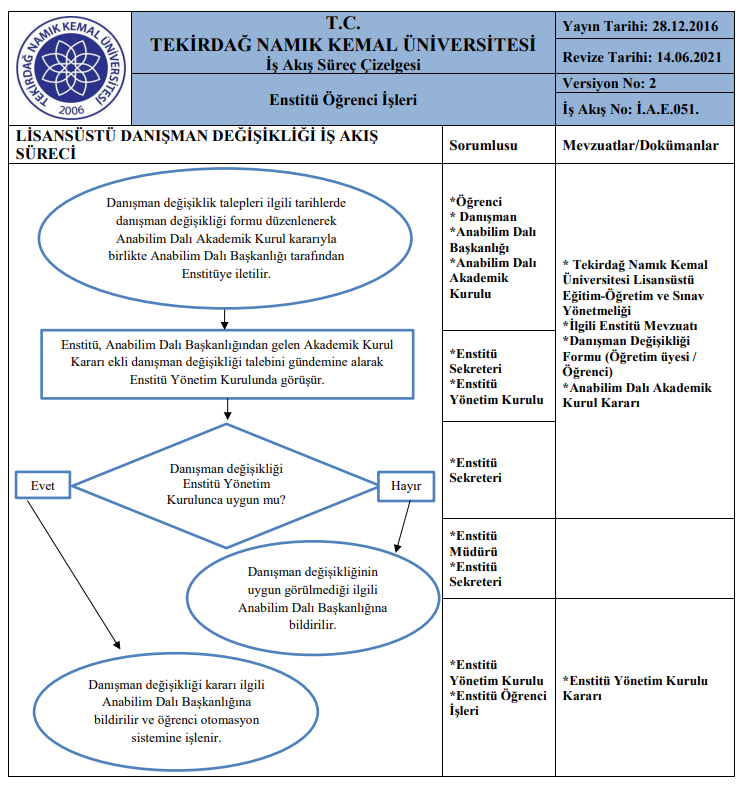 TEKİRDAĞ NAMIK KEMAL ÜNİVERSİTESİ
2006
T.C.
TEKİRDAĞ NAMIK KEMAL ÜNİVERSİTESİ
İş Akış Süreç Çizelgesi
Enstitü Öğrenci İşleri
Yayın Tarihi: 28.12.2016
Revize Tarihi: 14.06.2021
Versiyon No: 2
İş Akış No: İ.A.E.051.
LİSANSÜSTÜ DANIŞMAN DEĞİŞİKLİĞİ İŞ AKIŞ
SÜRECİ
Sorumlusu
Mevzuatlar/Dokümanlar
Danışman değişiklik talepleri ilgili tarihlerde
danışman değişikliği formu düzenlenerek
Anabilim Dalı Akademik Kurul kararıyla
birlikte Anabilim Dalı Başkanlığı tarafından
Enstitüye iletilir.
*Öğrenci
* Danışman
*Anabilim Dalı
Başkanlığı
*Anabilim Dalı
Akademik
Kurulu
* Tekirdağ Namık Kemal
Üniversitesi Lisansüstü
Eğitim-Öğretim ve Sınav
Yönetmeliği
*İlgili Enstitü Mevzuatı
*Danışman Değişikliği
Formu (Öğretim üyesi /
Öğrenci)
*Anabilim Dalı Akademik
Kurul Kararı
Enstitü, Anabilim Dalı Başkanlığından gelen Akademik Kurul
Kararı ekli danışman değişikliği talebini gündemine alarak
Enstitü Yönetim Kurulunda görüşür.
*Enstitü
Sekreteri
*Enstitü
Yönetim Kurulu
Danışman değişikliği
Enstitü Yönetim
Kurulunca uygun mu?
Evet
Hayır
*Enstitü
Sekreteri
Danışman değişikliğinin
uygun görülmediği ilgili
Anabilim Dalı Başkanlığına
bildirilir.
*Enstitü
Müdürü
*Enstitü
Sekreteri
Danışman değişikliği kararı ilgili
Anabilim Dalı Başkanlığına
bildirilir ve öğrenci otomasyon
sistemine işlenir.
*Enstitü
Yönetim Kurulu
*Enstitü Öğrenci
İşleri
*Enstitü Yönetim Kurulu
Kararı